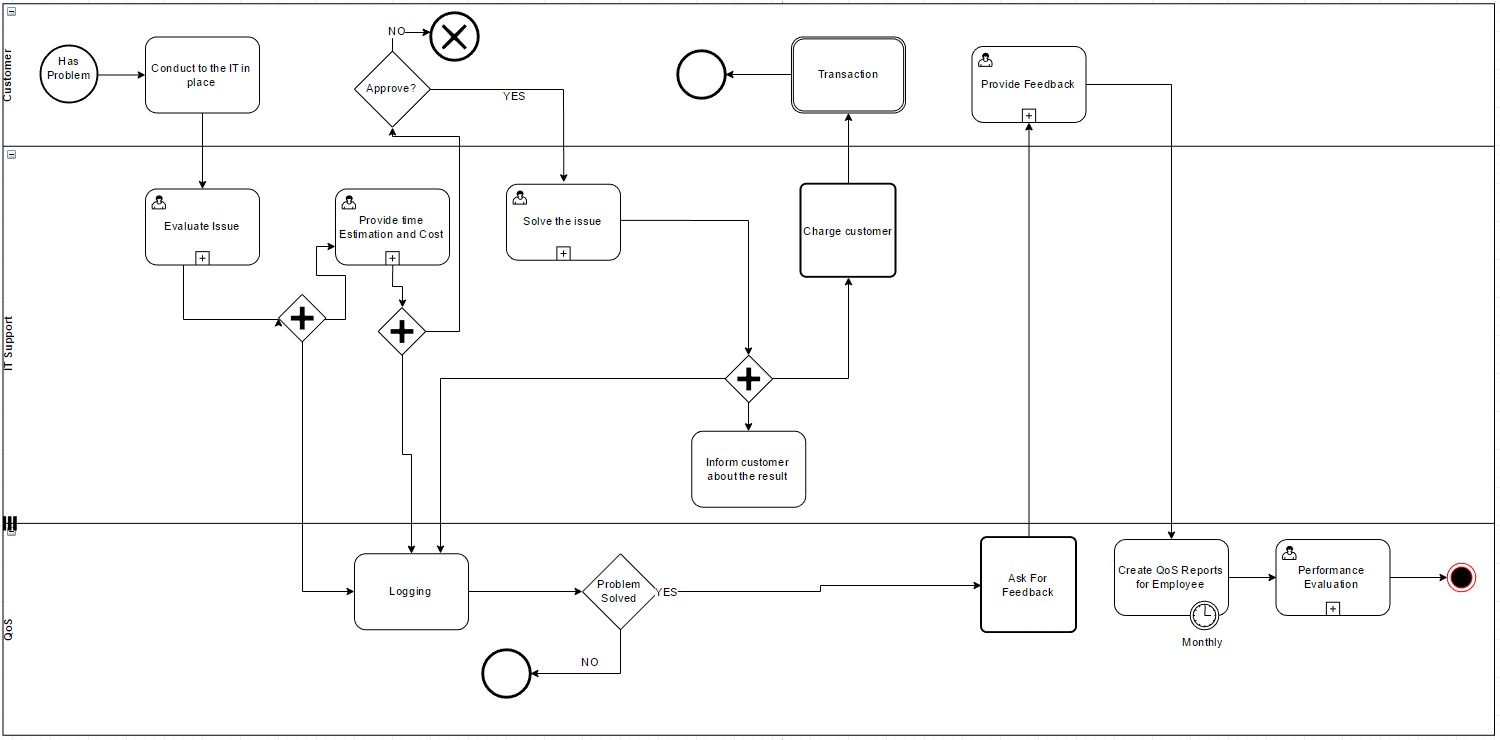 Customer
Has
Problem
Conduct to the IT in
place
NO
Approve?
YES
Transaction
Provide Feedback
IT Support
Evaluate Issue
Provide time
Estimation and Cost
Solve the issue
Charge customer
Inform customer
about the result
QoS
Logging
Problem
Solved
YES
NO
Ask For
Feedback
Create QoS Reports
for Employee
Monthly
Performance
Evaluation